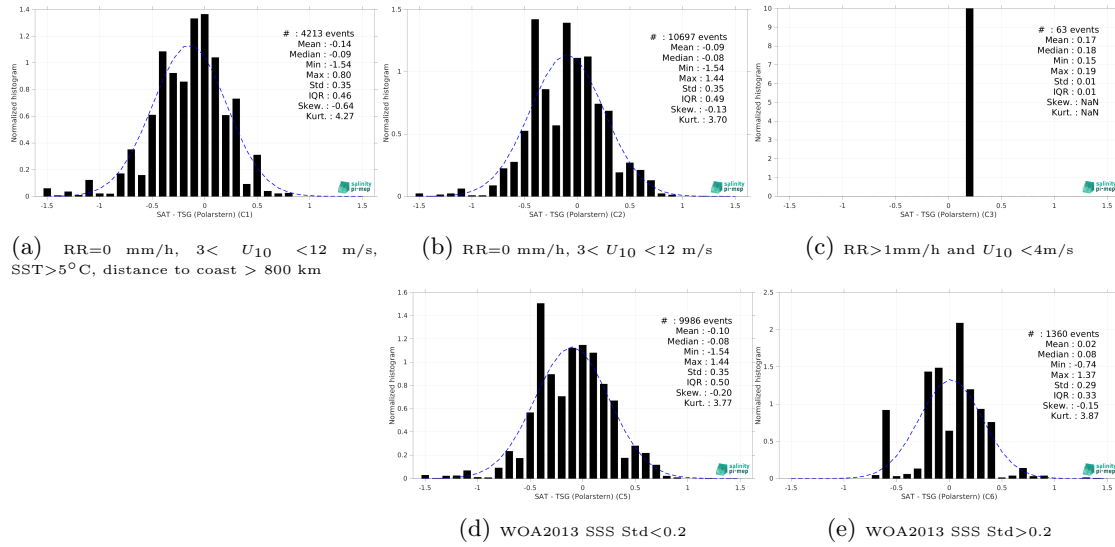 1.4
1.2
1
0.8
0.6
0.4
0.2
0
Normalized histogram
# : 4213 events
Mean : -0.14
Median : -0.09
Min : -1.54
Max : 0.80
Std : 0.35
IQR : 0.46
Skew. : -0.64
Kurt. : 4.27
salinity
pi-mep
-1.5 -1 -0.5 0 0.5 1 1.5
SAT - TSG (Polarstern) (C1)
(a) RR=0 mm/h, 3< U10 <12 m/s,
SST>5°C, distance to coast > 800 km
1.5
1
0.5
0
Normalized histogram
# : 10697 events
Mean : -0.09
Median : -0.08
Min : -1.54
Max : 1.44
Std : 0.35
IQR : 0.49
Skew. : -0.13
Kurt. : 3.70
salinity
pi-mep
-1.5 -1 -0.5 0 0.5 1 1.5
SAT - TSG (Polarstern) (C2)
(b) RR=0 mm/h, 3< U10 <12 m/s
10
9
8
7
6
5
4
3
2
1
0
Normalized histogram
# : 63 events
Mean : 0.17
Median : 0.18
Min : 0.15
Max : 0.19
Std : 0.01
IQR : 0.01
Skew. : NaN
Kurt. : NaN
salinity
pi-mep
-1.5 -1 -0.5 0 0.5 1 1.5
SAT - TSG (Polarstern) (C3)
(c) RR>1mm/h and U10 <4m/s
1.6
1.4
1.2
1
0.8
0.6
0.4
0.2
0
Normalized histogram
# : 9986 events
Mean : -0.10
Median : -0.08
Min : -1.54
Max : 1.44
Std : 0.35
IQR : 0.50
Skew. : -0.20
Kurt. : 3.77
salinity
pi-mep
-1.5 -1 -0.5 0 0.5 1 1.5
SAT - TSG (Polarstern) (C5)
(d) WOA2013 SSS Std<0.2
2.5
2
1.5
1
0.5
0
Normalized histogram
# : 1360 events
Mean : 0.02
Median : 0.08
Min : -0.74
Max : 1.37
Std : 0.29
IQR : 0.33
Skew. : -0.15
Kurt. : 3.87
salinity
pi-mep
-1.5 -1 -0.5 0 0.5 1 1.5
SAT - TSG (Polarstern) (C6)
(e) WOA2013 SSS Std>0.2